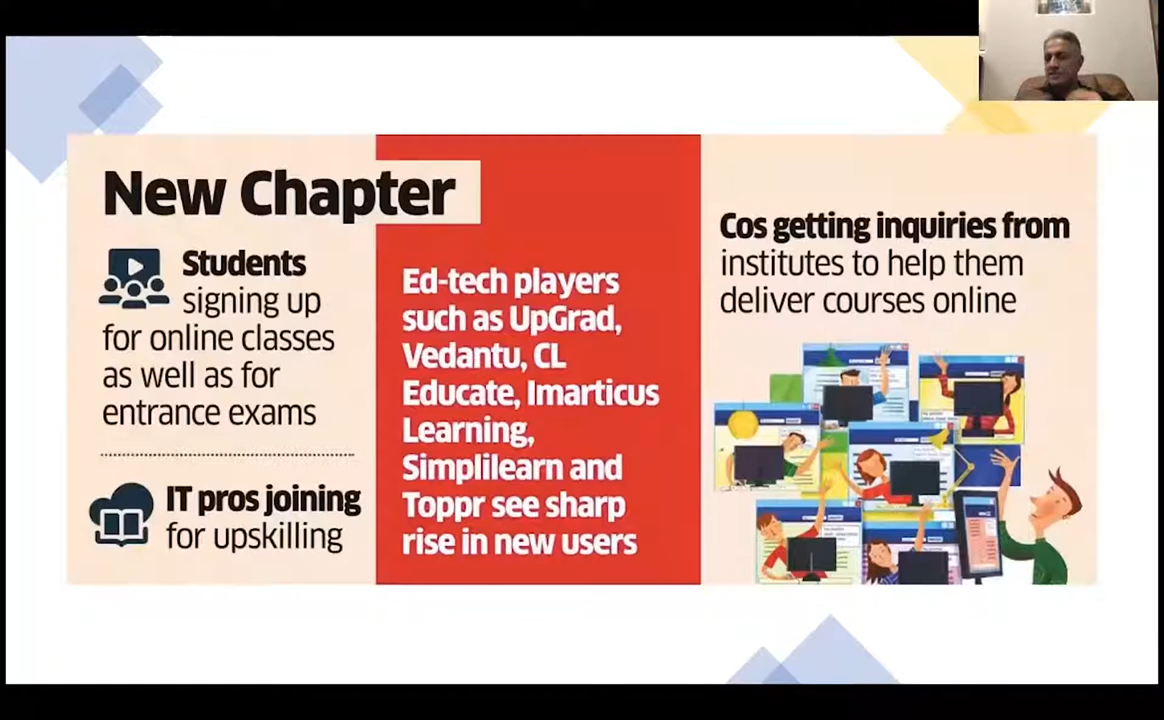 New Chapter
Students
signing up
for online classes
as well as for
entrance exams
IT pros joining
for upskilling
Ed-tech players
such as UpGrad,
Vedantu, CL
Educate, Imarticus
Learning,
Simplilearn and
Toppr see sharp
rise in new users
Cos getting inquiries from
institutes to help them
deliver courses online